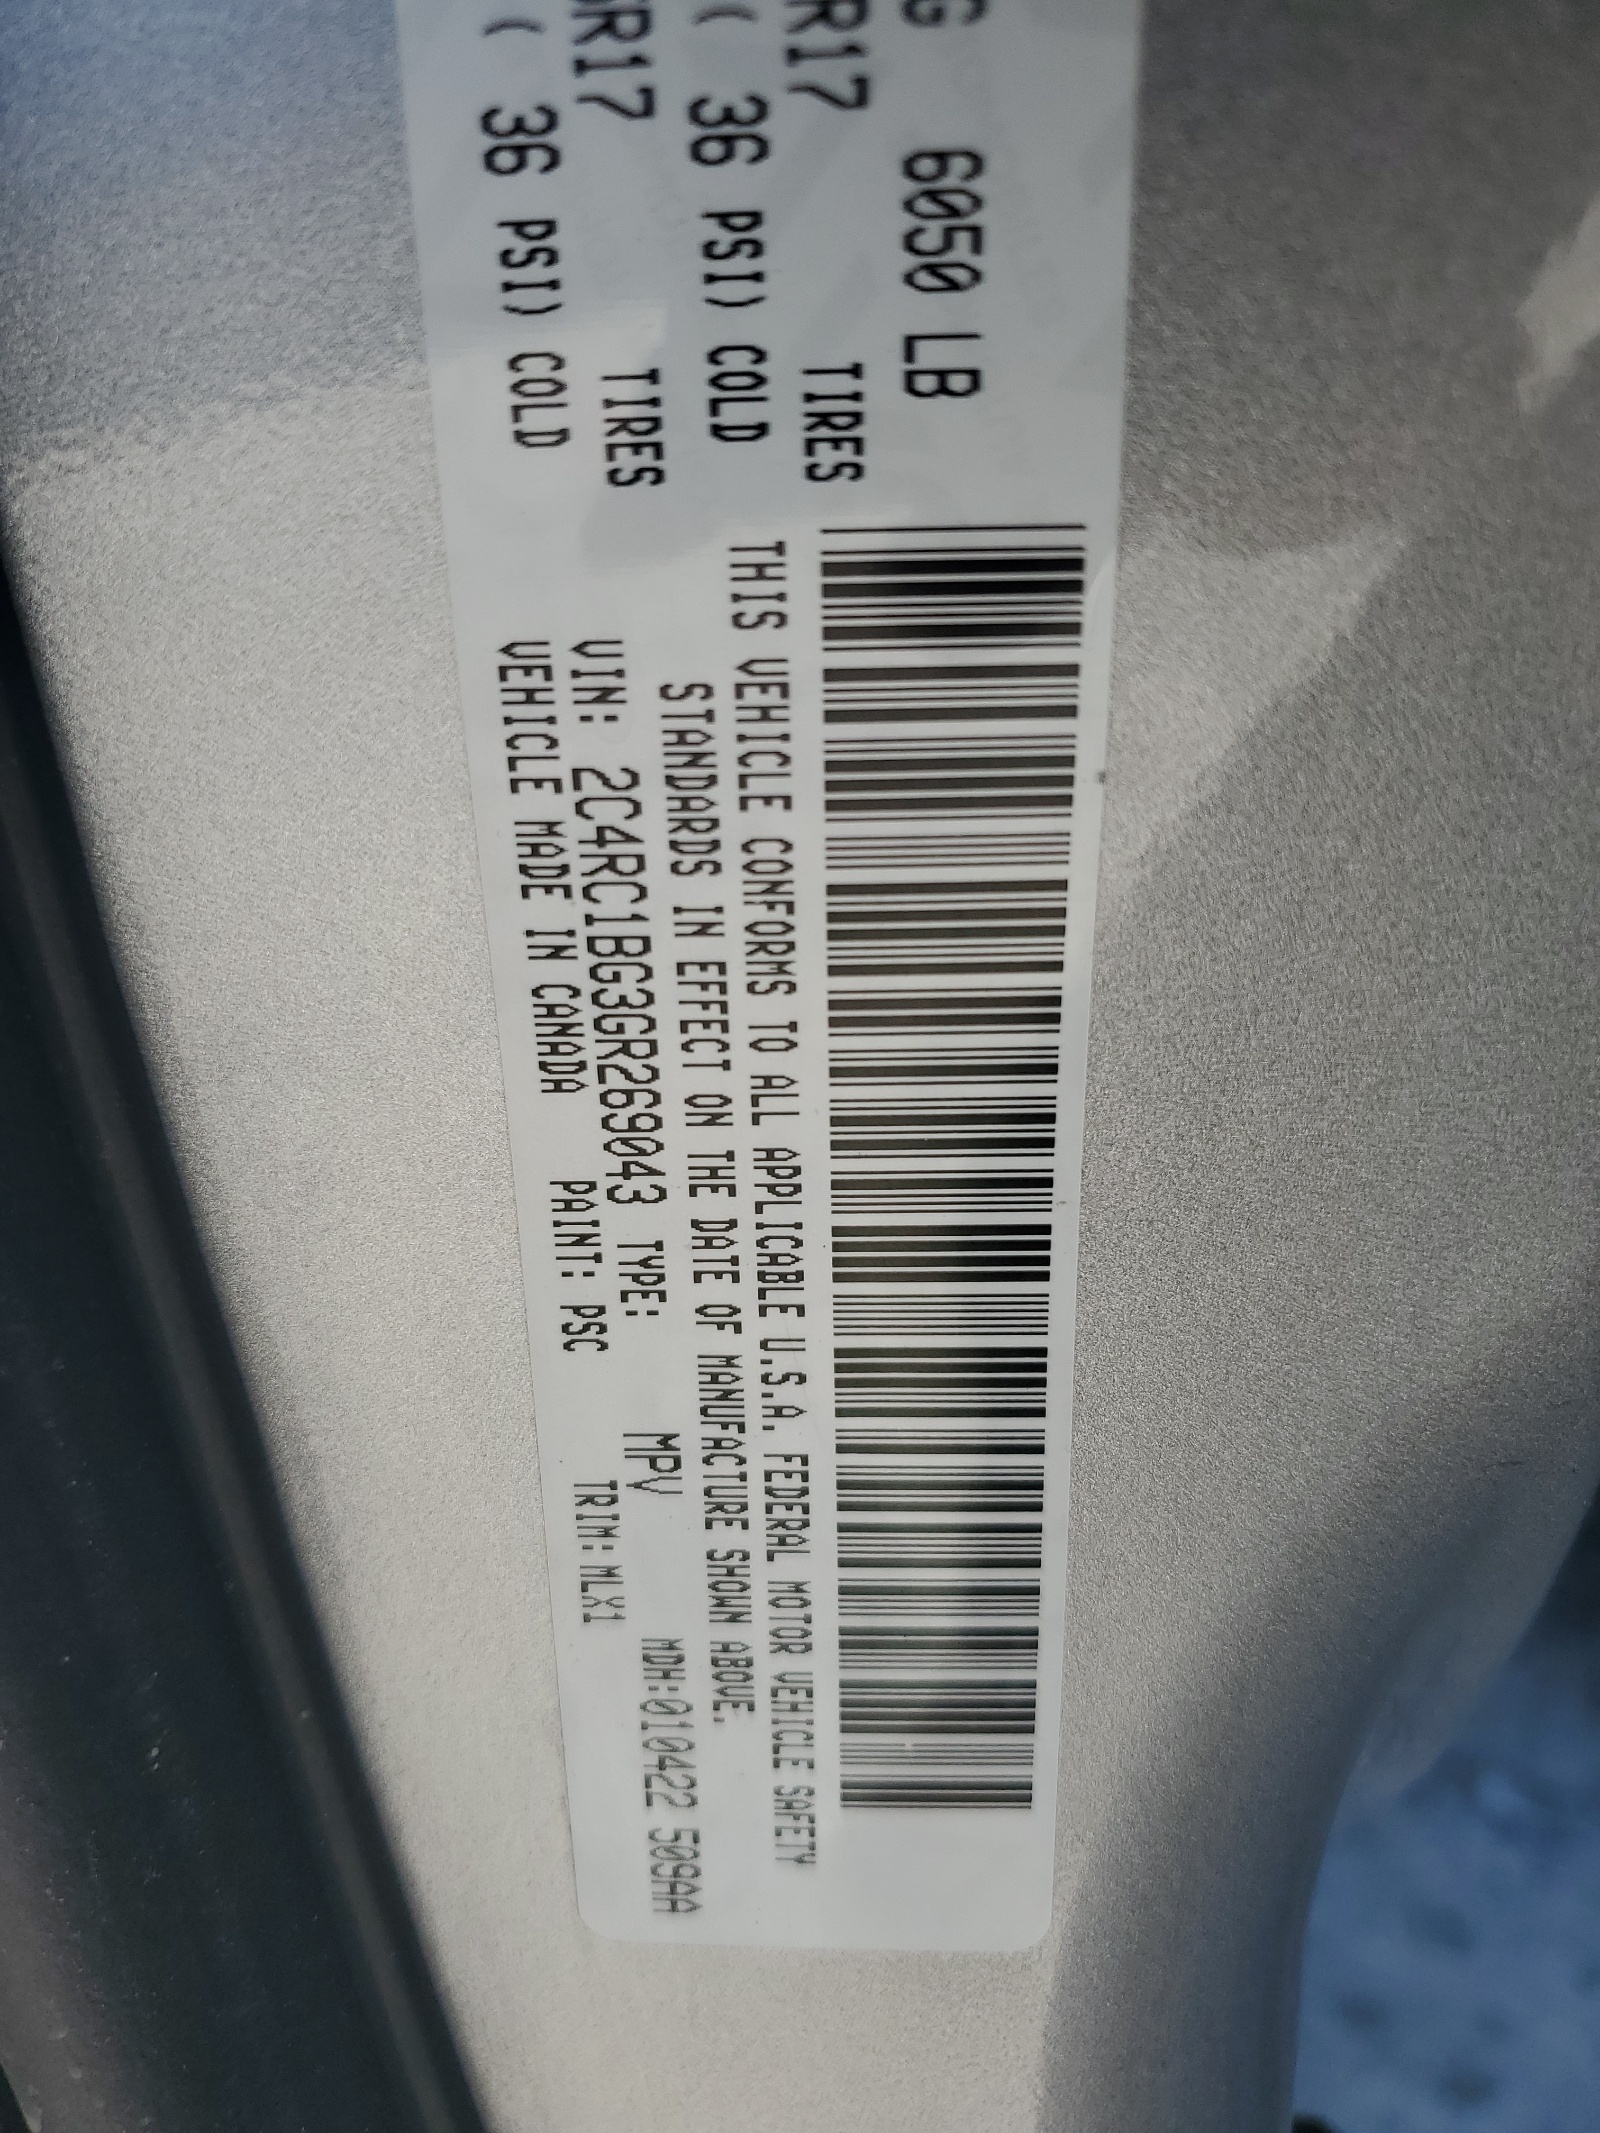 G 6050 LB
R17 TIRES
( 36 PSI) COLD
R17 TIRES
( 36 PSI) COLD
THIS VEHICLE CONFORMS TO ALL APPLICABLE U.S.A. FEDERAL MOTOR VEHICLE SAFETY
STANDARDS IN EFFECT ON THE DATE OF MANUFACTURE SHOWN ABOVE.
VIN: 2C4RC1BG3GR269043 TYPE: MPV MDH:010422 509AA
VEHICLE MADE IN CANADA PAINT: PSC TRIM: MLX1